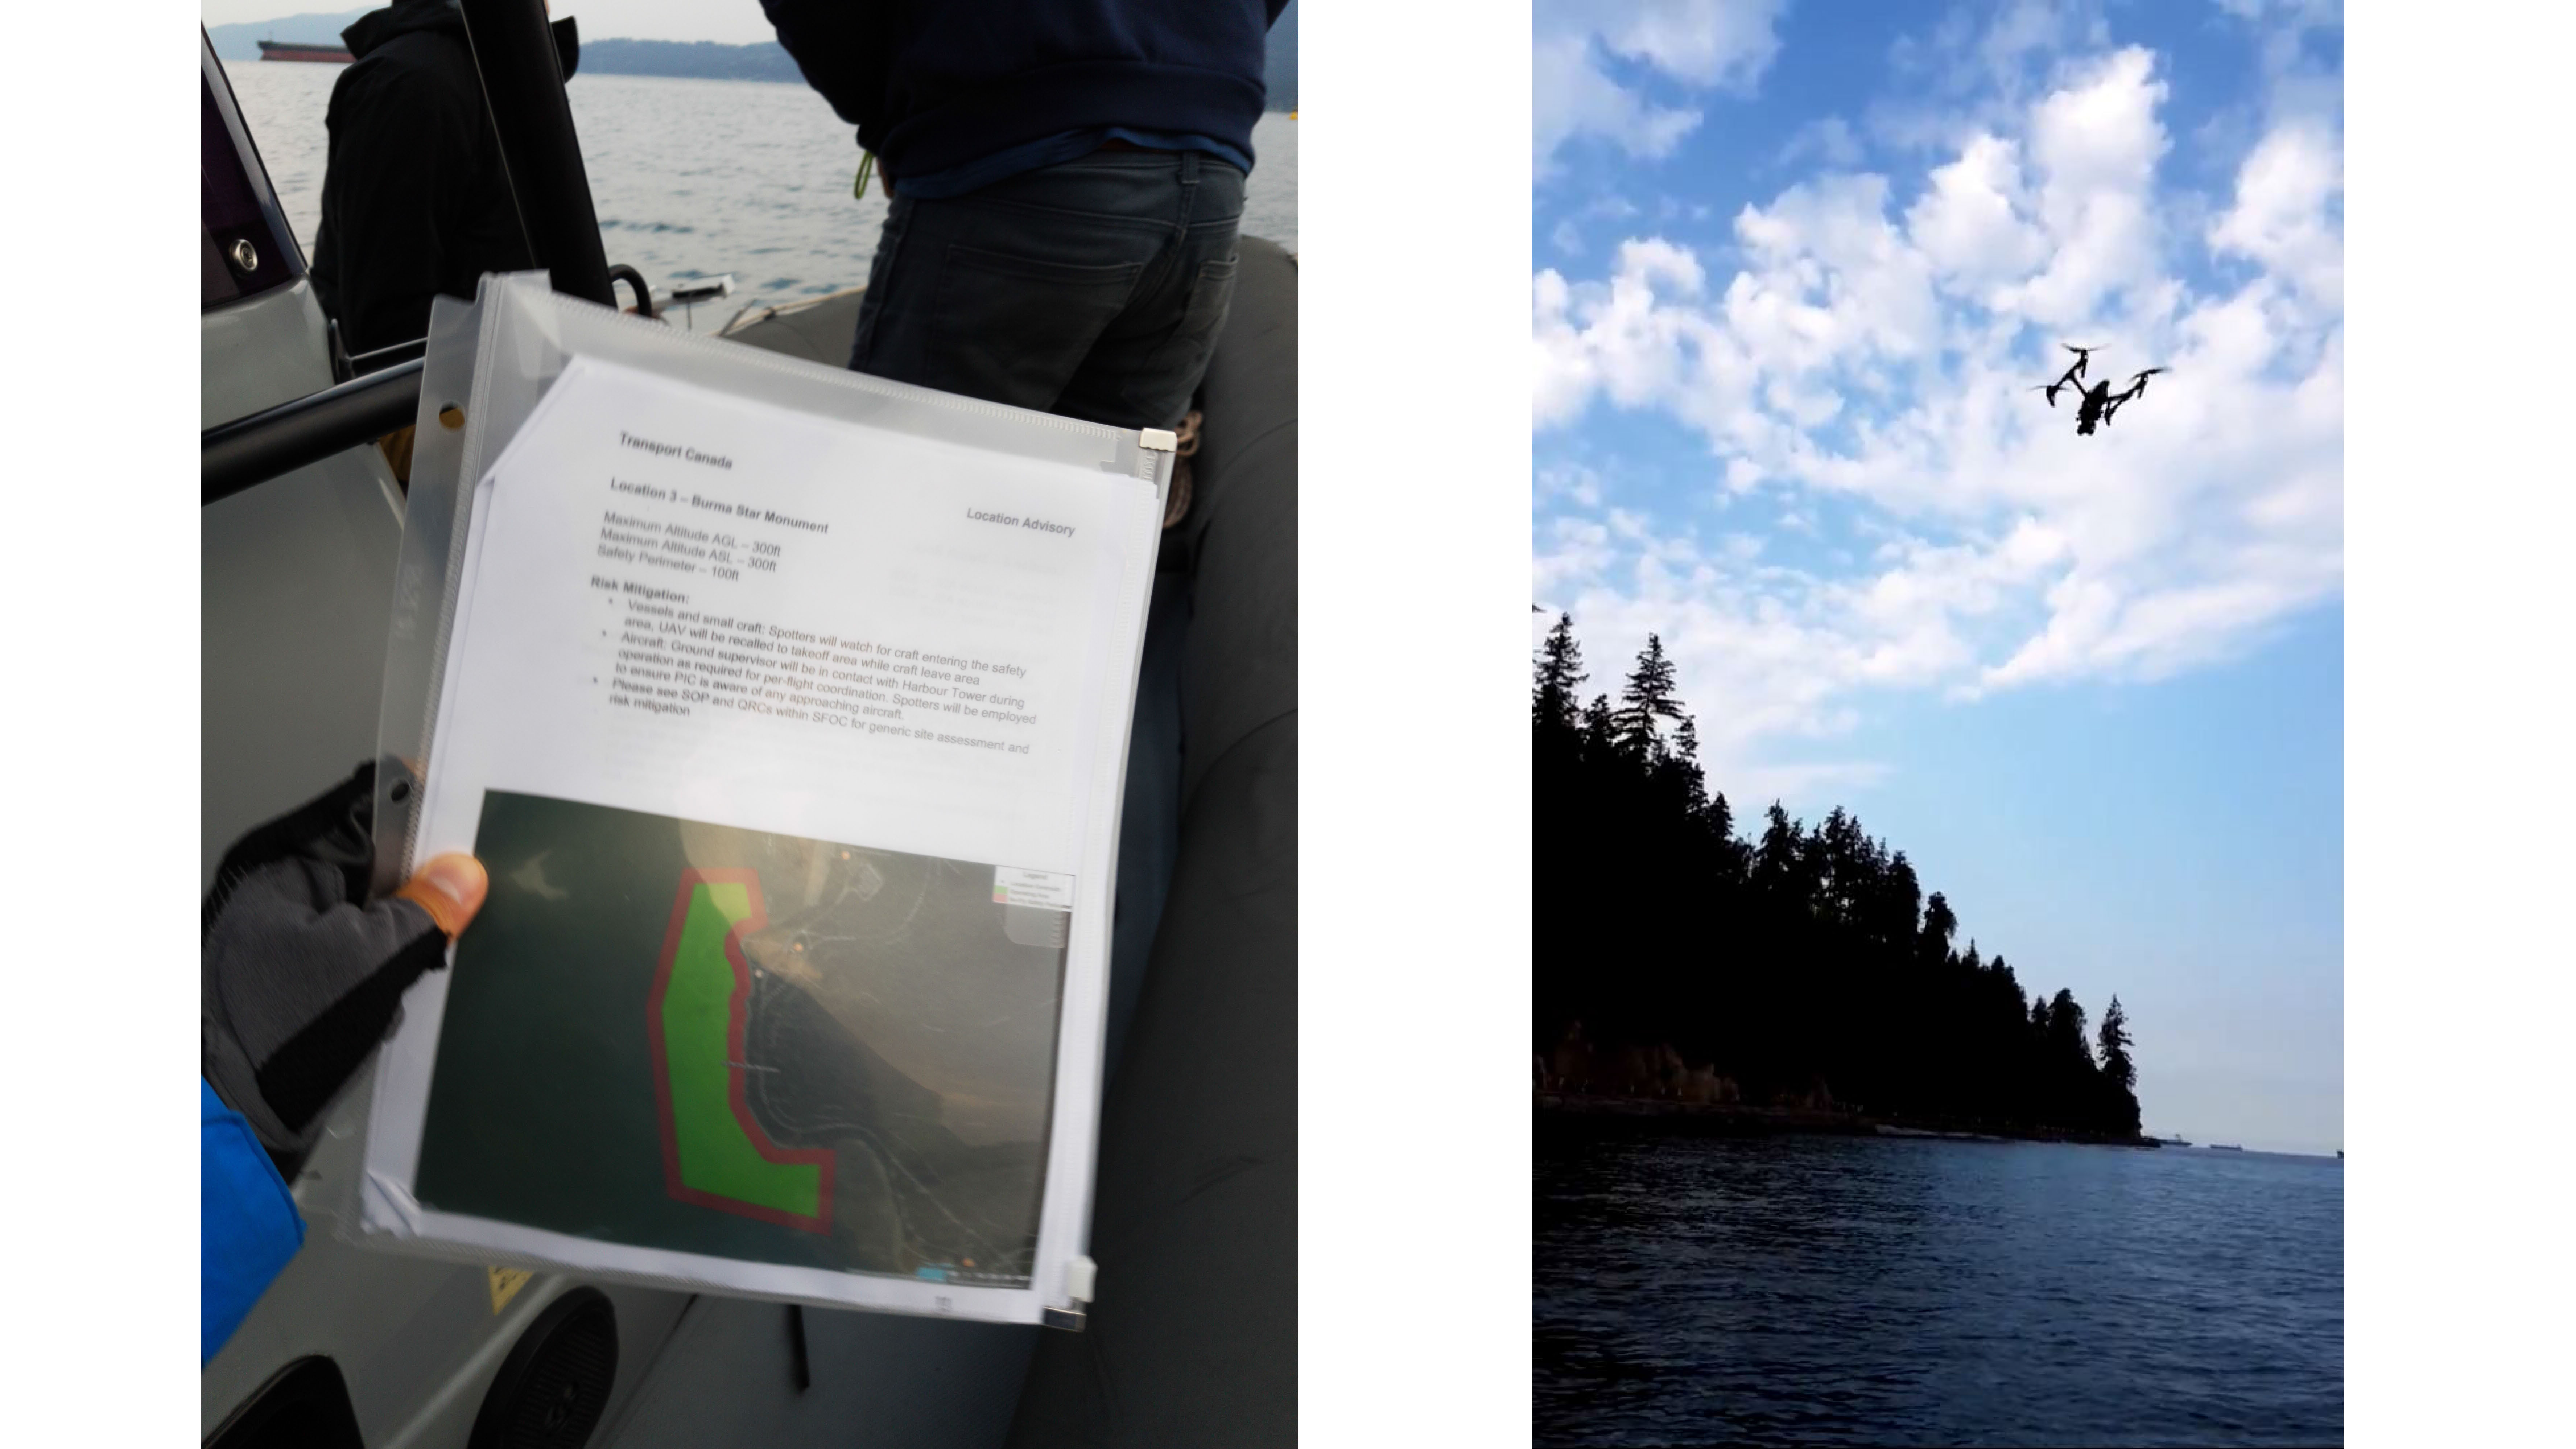 Transport Canada
Location 3 – Burma Star Monument
Location Advisory
Maximum Altitude AGL – 300ft
Maximum Altitude ASL – 300ft
Safety Perimeter – 100ft
Risk Mitigation:
• Vessels and small craft: Spotters will watch for craft entering the safety
area, UAV will be recalled to takeoff area while craft leave area
• Aircraft: Ground supervisor will be in contact with Harbour Tower during
operation as required for per-flight coordination. Spotters will be employed
to ensure PIC is aware of any approaching aircraft.
• Please see SOP and QRCs within SFOC for generic site assessment and
risk mitigation
Legend